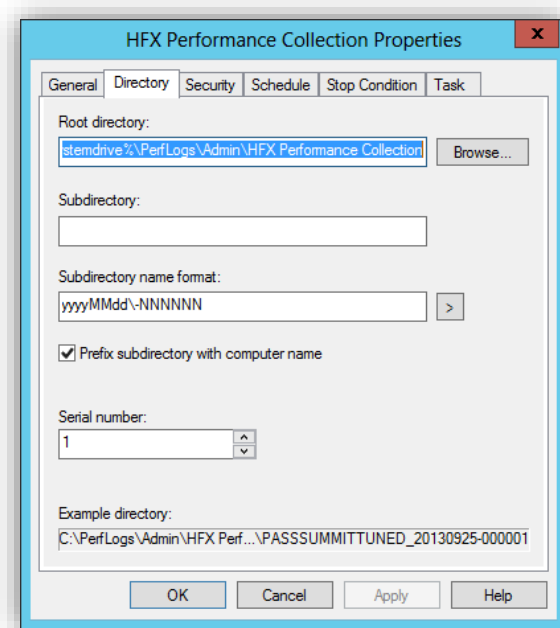 HFX Performance Collection Properties
x
General Directory Security Schedule Stop Condition Task
Root directory:
stemdrive%\PerfLogs\Admin\HFX Performance Collection
Browse...
Subdirectory:
Subdirectory name format:
yyyyMMdd\-NNNNNN
>
Prefix subdirectory with computer name
Serial number:
1
Example directory:
C:\PerfLogs\Admin\HFX Perf...\PASSSUMMITTUNED_20130925-000001
OK Cancel Apply Help